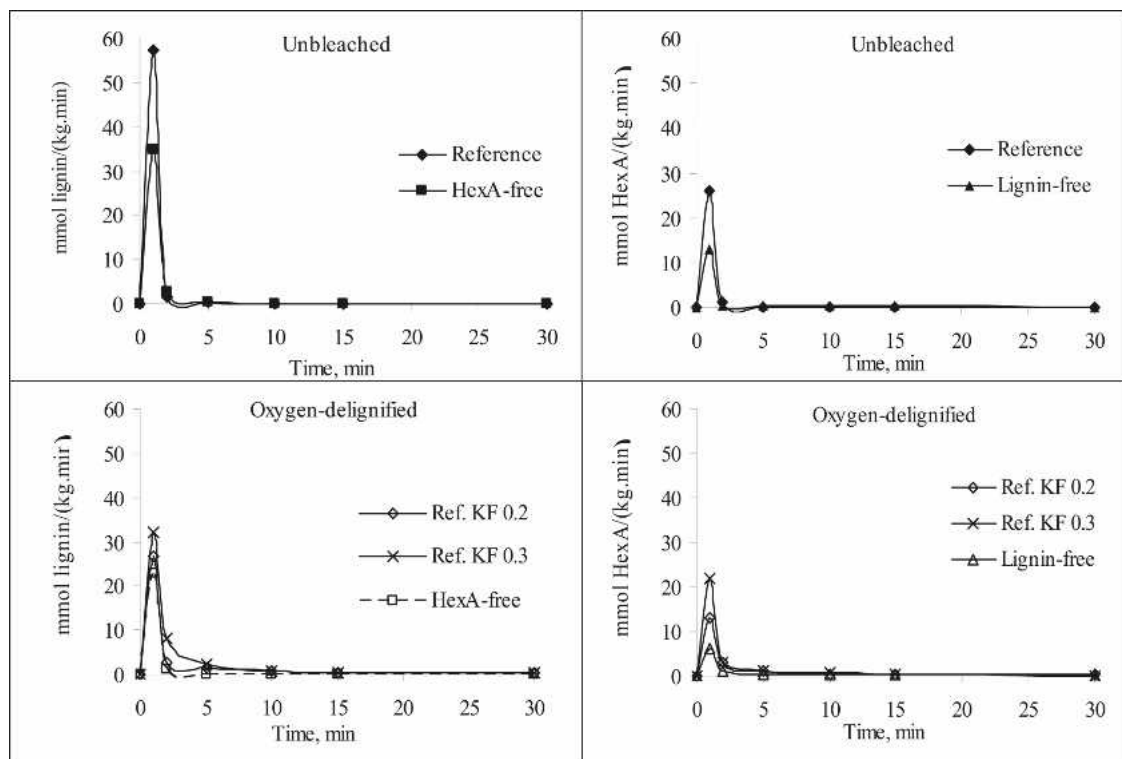 Unbleached
mmol lignin/(kg.min)
60
50
40
30
20
10
0
Reference
HexA-free
0 5 10 15 20 25 30
Time, min
Unbleached
mmol HexA/(kg.min)
60
50
40
30
20
10
0
Reference
Lignin-free
0 5 10 15 20 25 30
Time, min
Oxygen-delignified
mmol lignin/(kg.mir)
60
50
40
30
20
10
0
Ref. KF 0.2
Ref. KF 0.3
HexA-free
0 5 10 15 20 25 30
Time, min
Oxygen-delignified
mmol HexA/(kg.min)
60
50
40
30
20
10
0
Ref. KF 0.2
Ref. KF 0.3
Lignin-free
0 5 10 15 20 25 30
Time, min